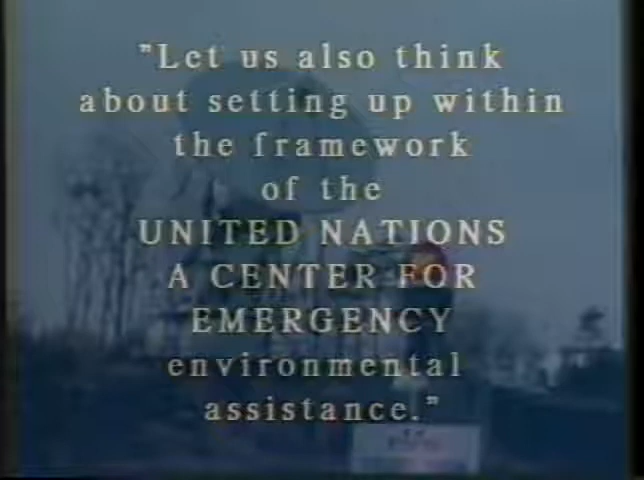 "Let us also think
about setting up within
the framework
of the
UNITED NATIONS
A CENTER FOR
EMERGENCY
environmental
assistance."